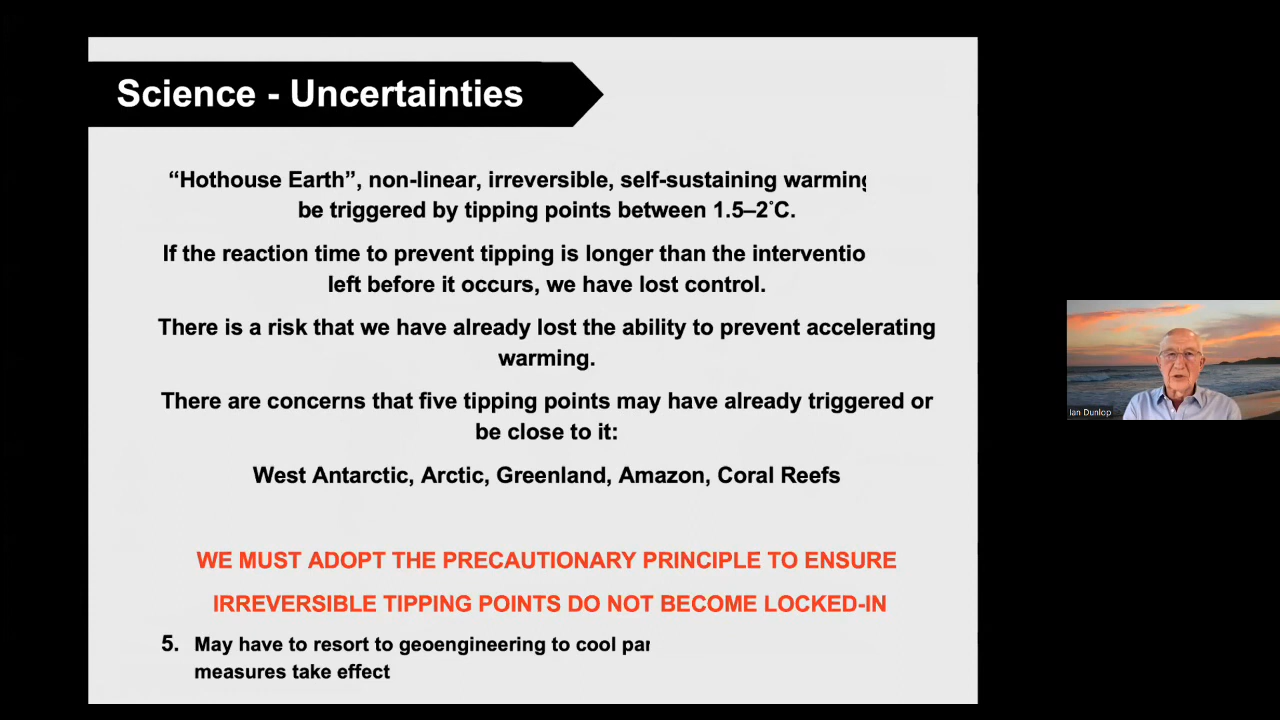 Science - Uncertainties
“Hothouse Earth”, non-linear, irreversible, self-sustaining warming
be triggered by tipping points between 1.5–2˚C.
If the reaction time to prevent tipping is longer than the interventio
left before it occurs, we have lost control.
There is a risk that we have already lost the ability to prevent accelerating
warming.
There are concerns that five tipping points may have already triggered or
be close to it:
West Antarctic, Arctic, Greenland, Amazon, Coral Reefs
WE MUST ADOPT THE PRECAUTIONARY PRINCIPLE TO ENSURE
IRREVERSIBLE TIPPING POINTS DO NOT BECOME LOCKED-IN
5. May have to resort to geoengineering to cool
measures take effect
Ian Dunlop